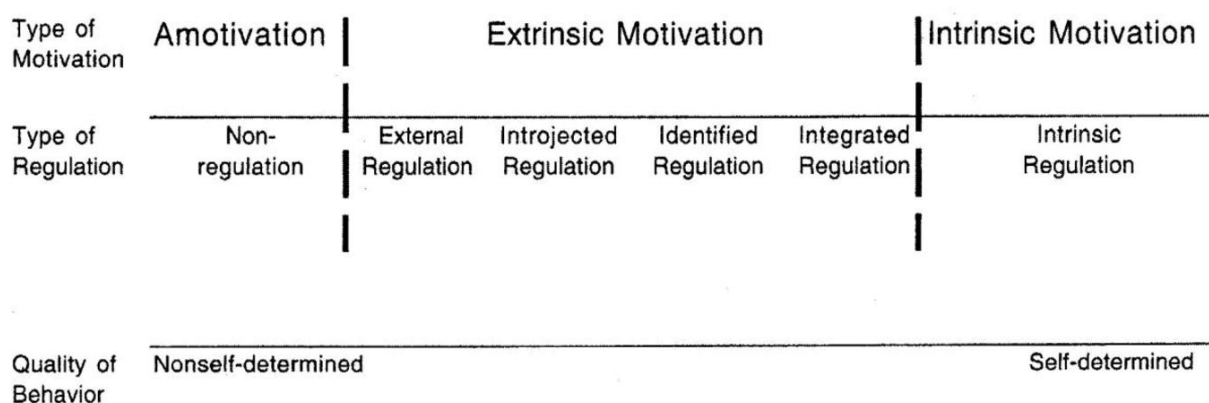 Type of Motivation Amotivation Extrinsic Motivation Intrinsic Motivation
Type of Regulation Non-regulation External Regulation Introjected Regulation Identified Regulation Integrated Regulation Intrinsic Regulation
Quality of Behavior Nonself-determined Self-determined